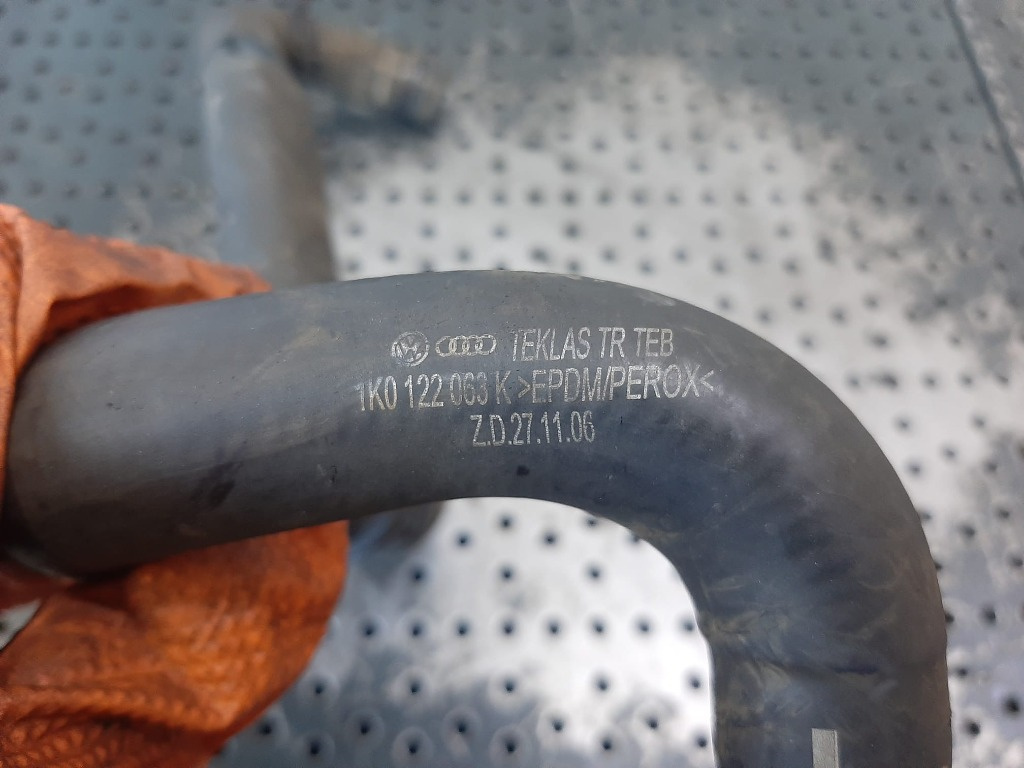 TEKLAS TR TEB
1K0 122 063 K >EPDM/PEROX<
Z.D.27.11.06